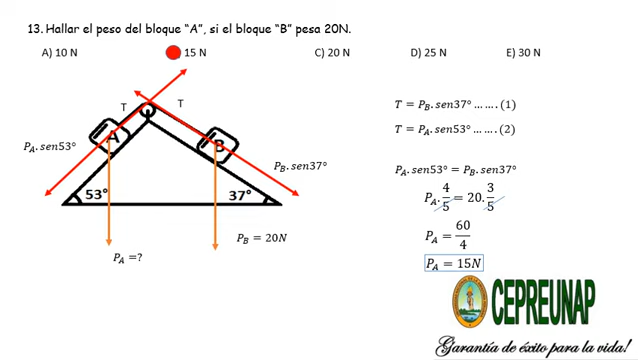 13. Hallar el peso del bloque "A", si el bloque "B" pesa 20N.
A) 10 N
15 N
C) 20 N
D) 25 N
E) 30 N
T
T
A
B
P_A. sen53°
P_B. sen37°
53°
37°
P_B = 20N
P_A =?
T = P_B. sen37° … … . (1)
T = P_A. sen53° … … . (2)
P_A. sen53° = P_B. sen37°
P_A. 4/5 = 20. 3/5
P_A = 60/4
P_A = 15N
CEPREUNAP
Garantía de éxito para la vida!